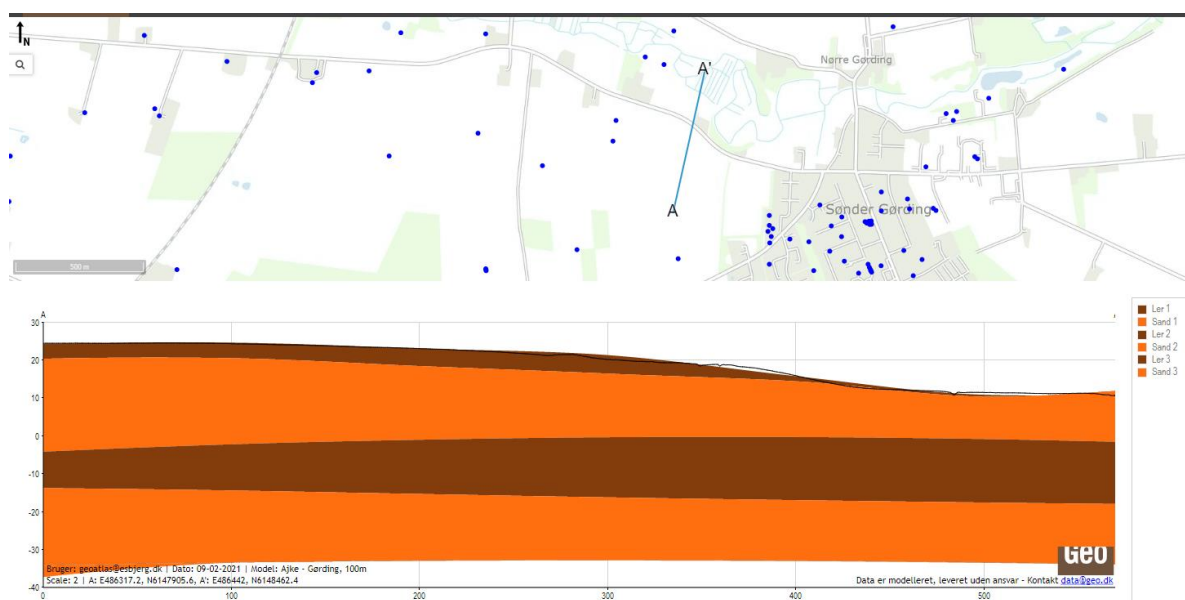 N
Nørre Gørding
A'
A
Sønder Gørding
500 m
A
30
20
10
0
-10
-20
-30
-40
Ler 1
Sand 1
Ler 2
Sand 2
Ler 3
Sand 3
Geo
Bruger: geoatlas@esbjerg.dk | Dato: 09-02-2021 | Model: Ajke - Gørding, 100m
Scale: 2 | A: E486317.2, N6147905.6, A': E486442, N6148462.4
Data er modelleret, leveret uden ansvar - Kontakt data@geo.dk
0 100 200 300 400 500